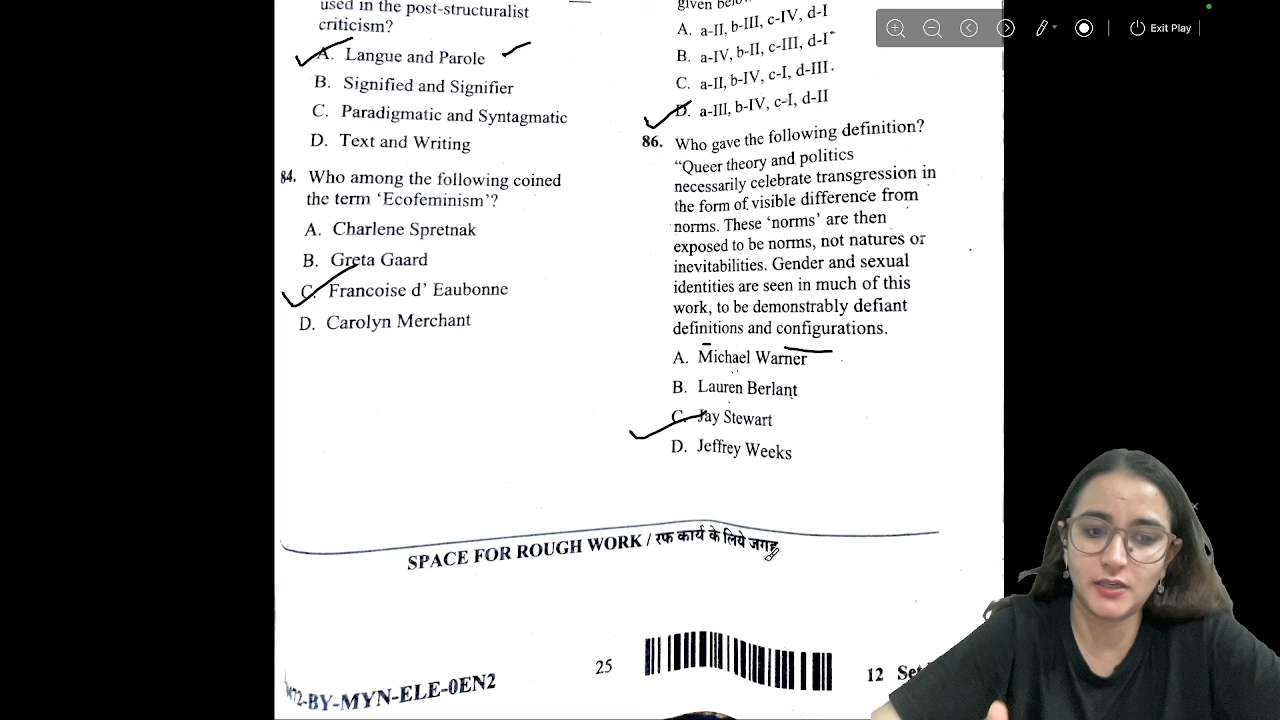 used in the post-structuralist
criticism?
A. Langue and Parole
B. Signified and Signifier
C. Paradigmatic and Syntagmatic
D. Text and Writing
84. Who among the following coined
the term ‘Ecofeminism’?
A. Charlene Spretnak
B. Greta Gaard
C. Francoise d’ Eaubonne
D. Carolyn Merchant
given below
A. a-II, b-III, c-IV, d-I
B. a-IV, b-II, c-III, d-I
C. a-II, b-IV, c-I, d-III
D. a-III, b-IV, c-I, d-II
86. Who gave the following definition?
“Queer theory and politics
necessarily celebrate transgression in
the form of visible difference from
norms. These ‘norms’ are then
exposed to be norms, not natures or
inevitabilities. Gender and sexual
identities are seen in much of this
work, to be demonstrably defiant
definitions and configurations.
A. Michael Warner
B. Lauren Berlant
C. Jay Stewart
D. Jeffrey Weeks
SPACE FOR ROUGH WORK / रफ कार्य के लिये जगह
72-BY-MYN-ELE-0EN2
25
12 Set
Exit Play